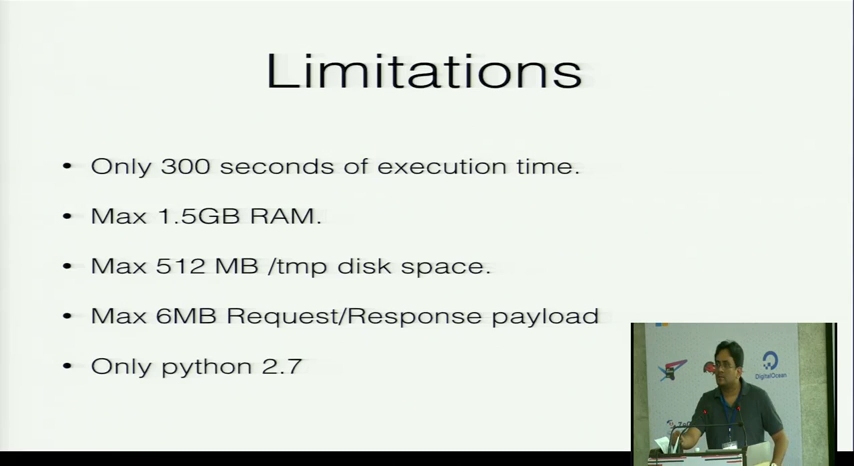 Limitations
• Only 300 seconds of execution time.
• Max 1.5GB RAM.
• Max 512 MB /tmp disk space.
• Max 6MB Request/Response payload
• Only python 2.7
DigitalOcean